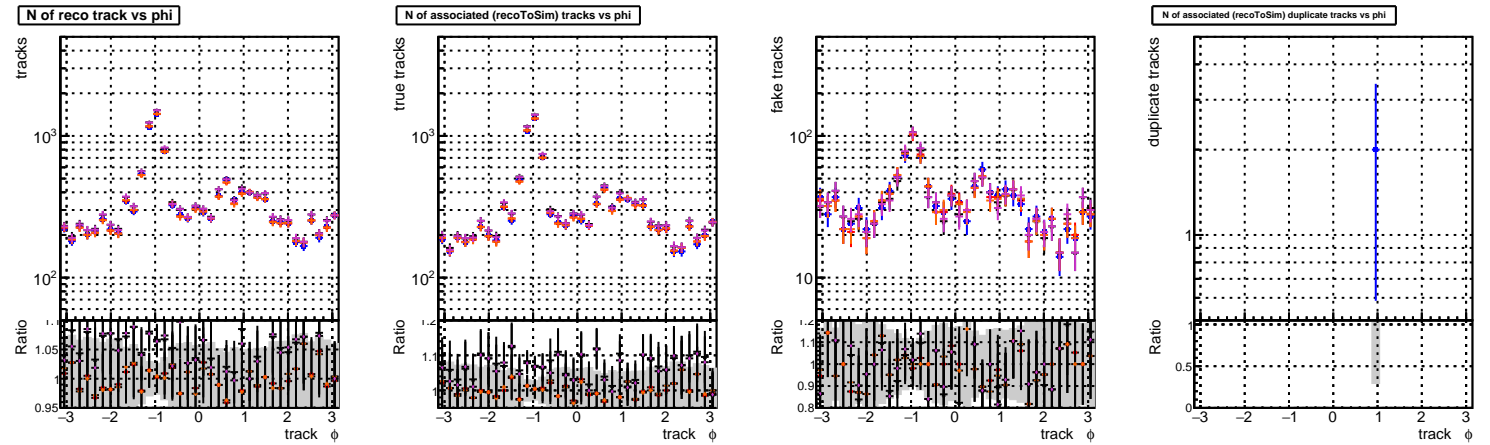 N of reco track vs phi
tracks
10³
10²
Ratio
1.1
1.05
1
0.95
−3 −2 −1 0 1 2 3
track ϕ
N of associated (recoToSim) tracks vs phi
true tracks
10³
10²
Ratio
1.2
1.1
−3 −2 −1 0 1 2 3
track ϕ
fake tracks
10²
10
Ratio
1.2
1.1
1
0.9
0.8
−3 −2 −1 0 1 2 3
track ϕ
N of associated (recoToSim) duplicate tracks vs phi
duplicate tracks
1
Ratio
1
0.5
0
−3 −2 −1 0 1 2 3
track ϕ